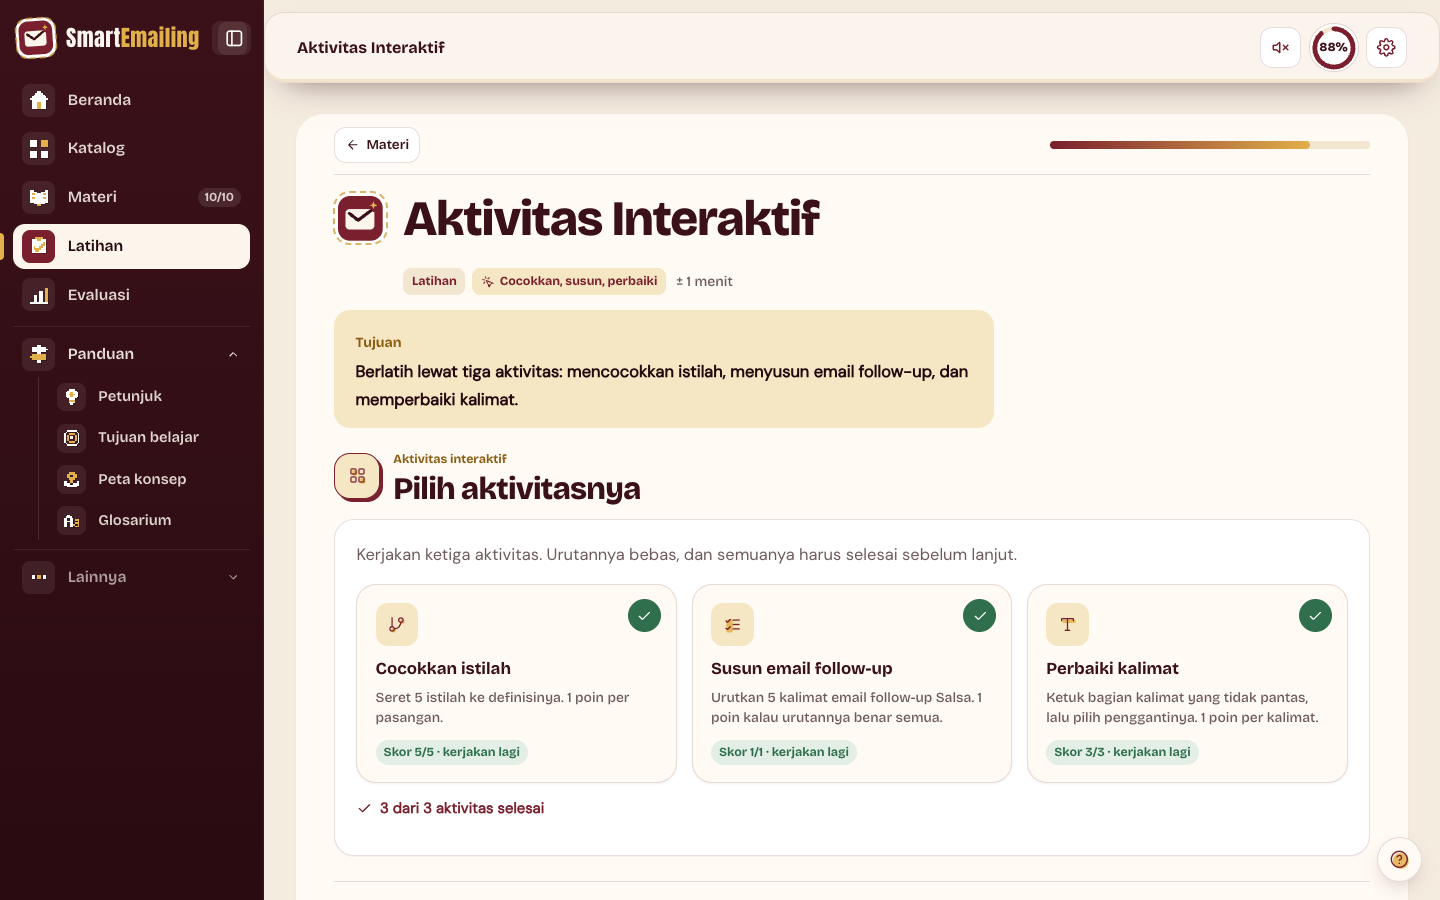 SmartEmailing
Beranda
Katalog
Materi 10/10
Latihan
Evaluasi
Panduan
Petunjuk
Tujuan belajar
Peta konsep
Glosarium
Lainnya
Aktivitas Interaktif
88%
Materi
Aktivitas Interaktif
Latihan
Cocokkan, susun, perbaiki
± 1 menit
Tujuan
Berlatih lewat tiga aktivitas: mencocokkan istilah, menyusun email follow-up, dan
memperbaiki kalimat.
Aktivitas interaktif
Pilih aktivitasnya
Kerjakan ketiga aktivitas. Urutannya bebas, dan semuanya harus selesai sebelum lanjut.
Cocokkan istilah
Seret 5 istilah ke definisinya. 1 poin per
pasangan.
Skor 5/5 · kerjakan lagi
Susun email follow-up
Urutkan 5 kalimat email follow-up Salsa. 1
poin kalau urutannya benar semua.
Skor 1/1 · kerjakan lagi
Perbaiki kalimat
Ketuk bagian kalimat yang tidak pantas,
lalu pilih penggantinya. 1 poin per kalimat.
Skor 3/3 · kerjakan lagi
3 dari 3 aktivitas selesai